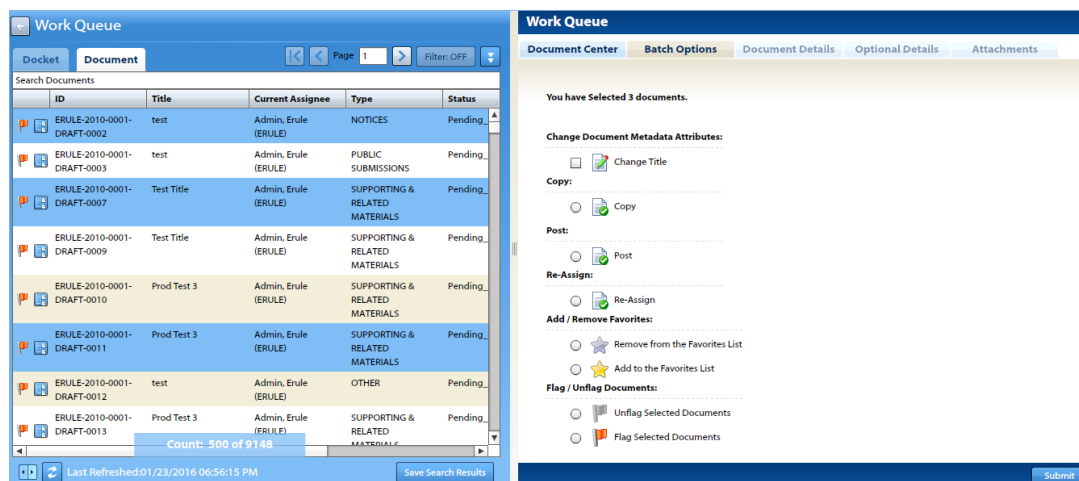 Work Queue
Docket Document Page 1 Filter: OFF
Search Documents
ID Title Current Assignee Type Status
ERULE-2010-0001- test Admin, Erule NOTICES Pending_
DRAFT-0002 (ERULE)
ERULE-2010-0001- test Admin, Erule PUBLIC Pending_
DRAFT-0003 (ERULE) SUBMISSIONS
ERULE-2010-0001- Test Title Admin, Erule SUPPORTING & Pending_
DRAFT-0007 (ERULE) RELATED
MATERIALS
ERULE-2010-0001- Test Title Admin, Erule SUPPORTING & Pending_
DRAFT-0009 (ERULE) RELATED
MATERIALS
ERULE-2010-0001- Prod Test 3 Admin, Erule SUPPORTING & Pending_
DRAFT-0010 (ERULE) RELATED
MATERIALS
ERULE-2010-0001- Prod Test 3 Admin, Erule SUPPORTING & Pending_
DRAFT-0011 (ERULE) RELATED
MATERIALS
ERULE-2010-0001- test Admin, Erule OTHER Pending_
DRAFT-0012 (ERULE)
ERULE-2010-0001- Prod Test 3 Admin, Erule SUPPORTING & Pending_
DRAFT-0013 (ERULE) RELATED
MATERIALS
Count: 500 of 9148
Last Refreshed:01/23/2016 06:56:15 PM Save Search Results
Work Queue
Document Center Batch Options Document Details Optional Details Attachments
You have Selected 3 documents.
Change Document Metadata Attributes:
Change Title
Copy:
Copy
Post:
Post
Re-Assign:
Re-Assign
Add / Remove Favorites:
Remove from the Favorites List
Add to the Favorites List
Flag / Unflag Documents:
Unflag Selected Documents
Flag Selected Documents
Submit